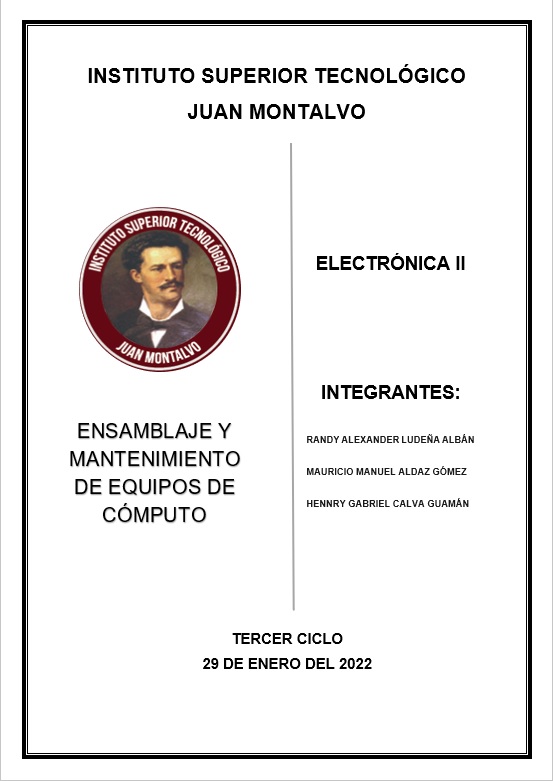 INSTITUTO SUPERIOR TECNOLÓGICO
JUAN MONTALVO
INSTITUTO SUPERIOR TECNOLÓGICO
JUAN MONTALVO
ENSAMBLAJE Y
MANTENIMIENTO
DE EQUIPOS DE
CÓMPUTO
ELECTRÓNICA II
INTEGRANTES:
RANDY ALEXANDER LUDEÑA ALBÁN
MAURICIO MANUEL ALDAZ GÓMEZ
HENNRY GABRIEL CALVA GUAMÁN
TERCER CICLO
29 DE ENERO DEL 2022